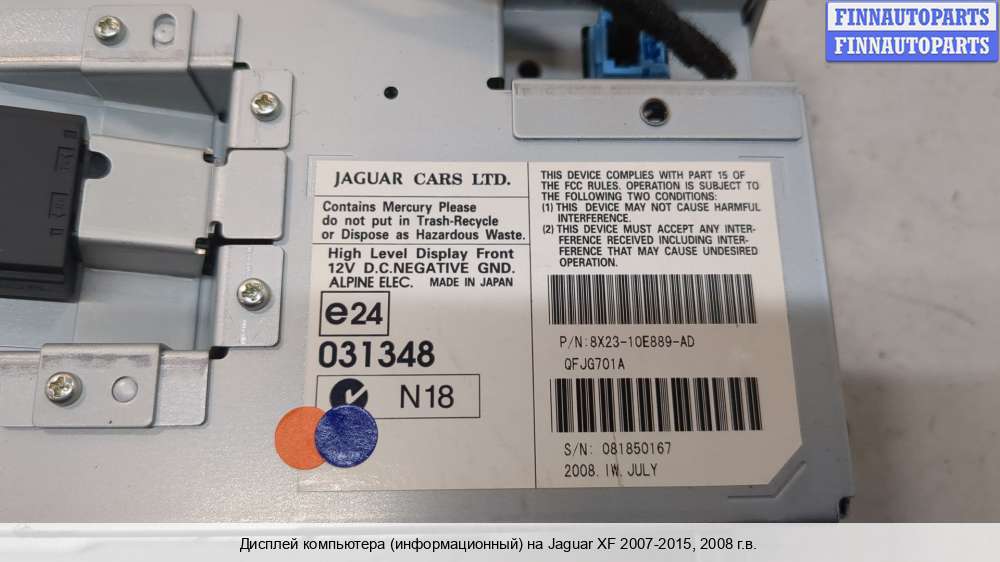 FINNAUTOPARTS
FINNAUTOPARTS
JAGUAR CARS LTD.
Contains Mercury Please
do not put in Trash-Recycle
or Dispose as Hazardous Waste.
High Level Display Front
12V D.C.NEGATIVE GND.
ALPINE ELEC. MADE IN JAPAN
e24
031348
N18
THIS DEVICE COMPLIES WITH PART 15 OF
THE FCC RULES. OPERATION IS SUBJECT TO
THE FOLLOWING TWO CONDITIONS:
(1) THIS DEVICE MAY NOT CAUSE HARMFUL
INTERFERENCE.
(2) THIS DEVICE MUST ACCEPT ANY INTER-
FERENCE RECEIVED INCLUDING INTER-
FERENCE THAT MAY CAUSE UNDESIRED
OPERATION.
P/N:8X23-10E889-AD
QFJG701A
S/N: 081850167
2008. 1W. JULY
Дисплей компьютера (информационный) на Jaguar XF 2007-2015, 2008 г.в.